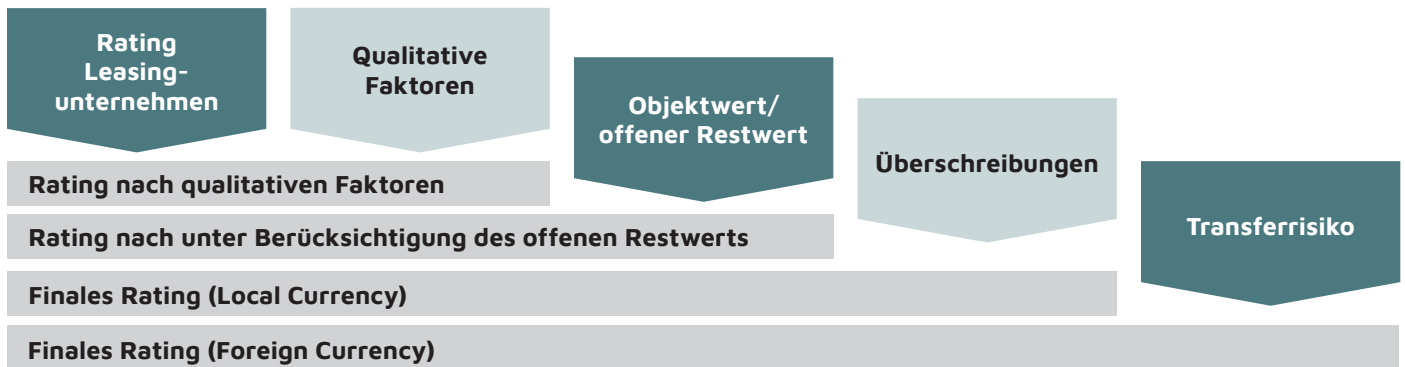 Rating
Leasing-
unternehmen
Qualitative
Faktoren
Objektwert/
offener Restwert
Überschreibungen
Transferrisiko
Rating nach qualitativen Faktoren
Rating nach unter Berücksichtigung des offenen Restwerts
Finales Rating (Local Currency)
Finales Rating (Foreign Currency)